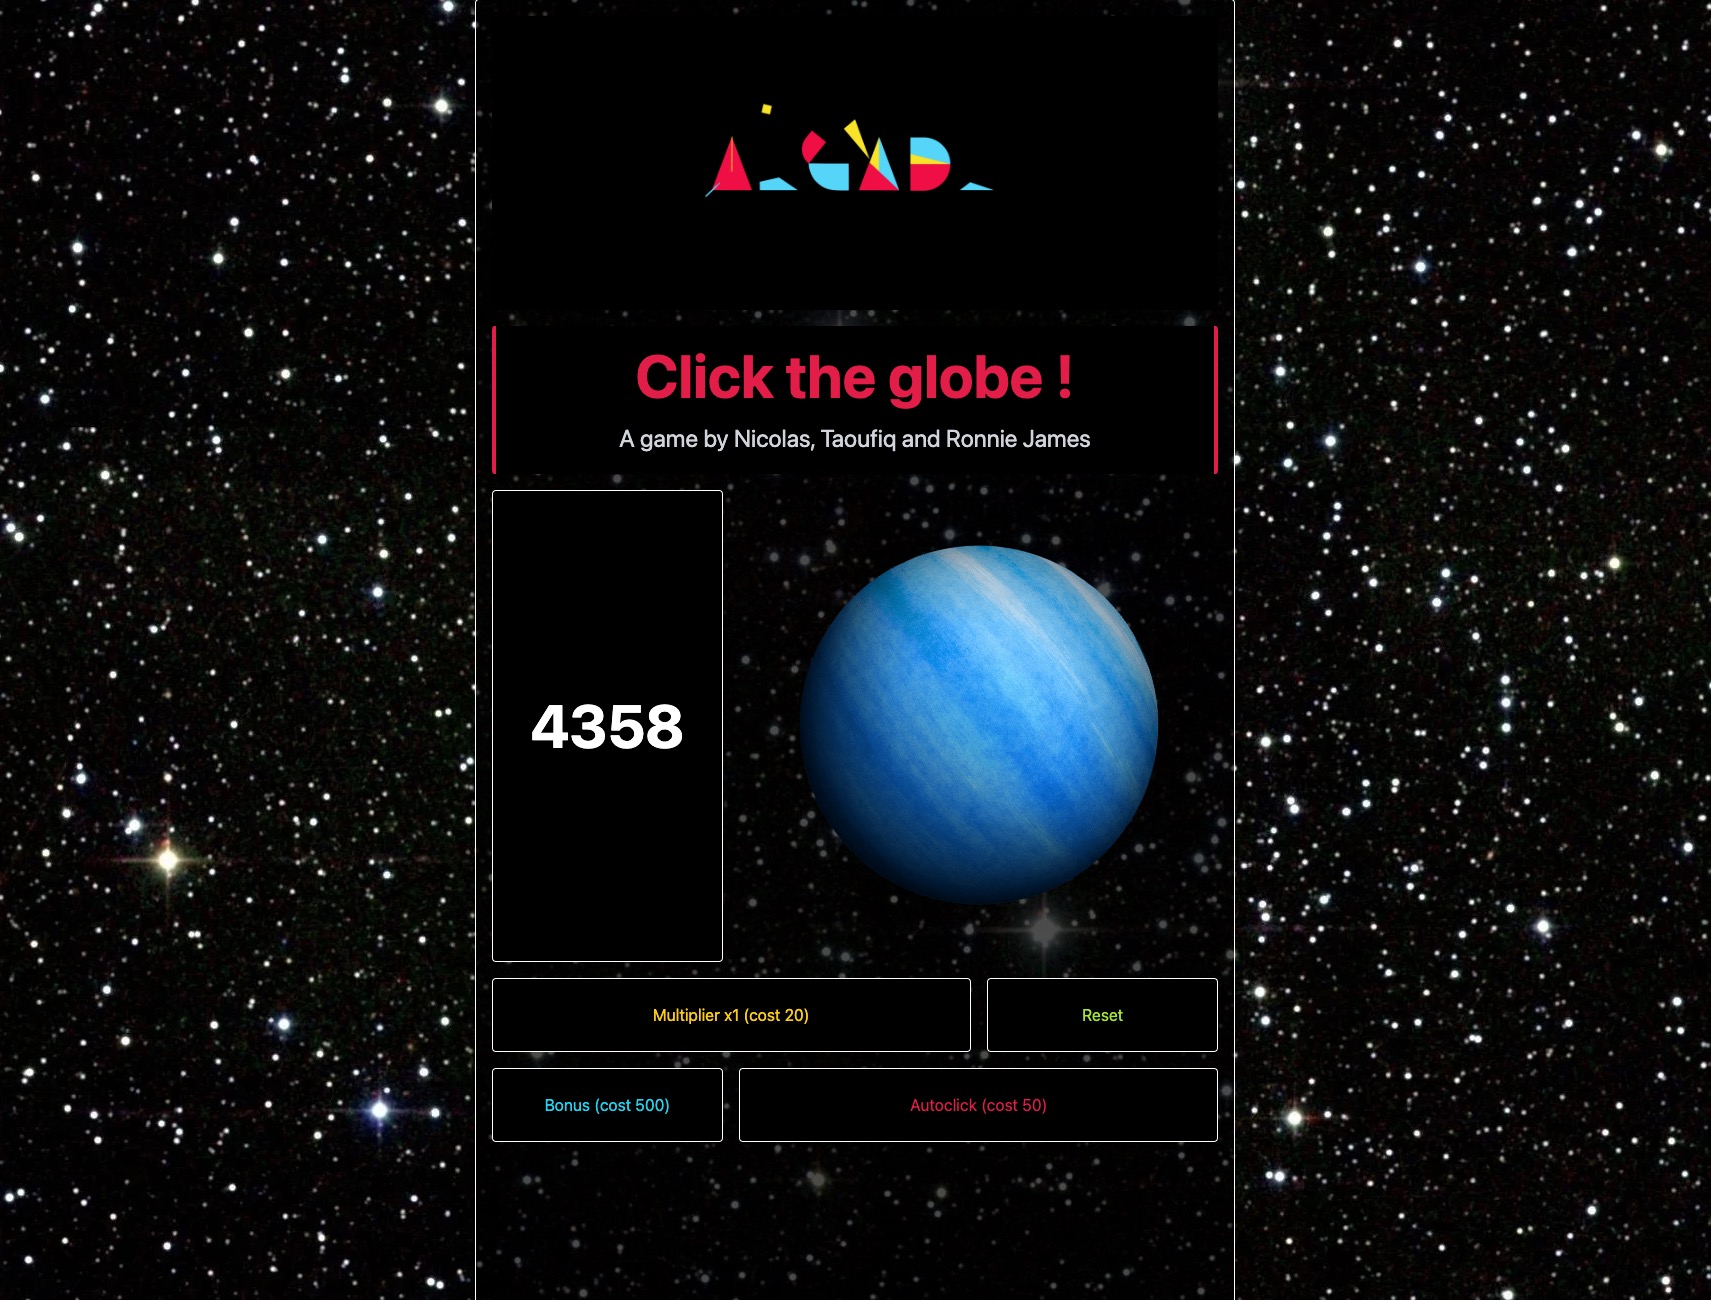 Click the globe !
A game by Nicolas, Taoufiq and Ronnie James
4358
Multiplier x1 (cost 20)
Reset
Bonus (cost 500)
Autoclick (cost 50)